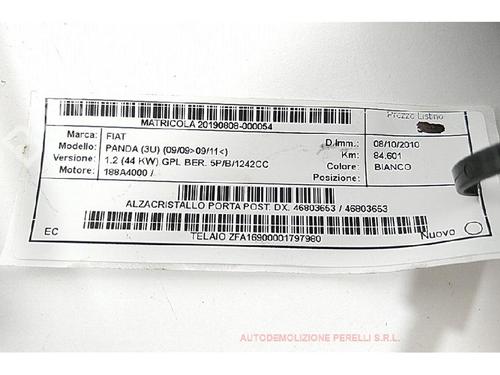 MATRICOLA 20190808-000054
Prezzo Listino
Marca: FIAT
D.Imm.: 08/10/2010
Modello: PANDA (3U) (09/09>09/11<)
Km: 84.601
Versione: 1.2 (44 KW) GPL BER. 5P/B/1242CC
Colore: BIANCO
Motore: 188A4000 /.
Posizione:
ALZACRISTALLO PORTA POST. DX. 46803653 / 46803653
EC
TELAIO ZFA16900001797980
Nuovo
AUTODEMOLIZIONE PERELLI S.R.L.